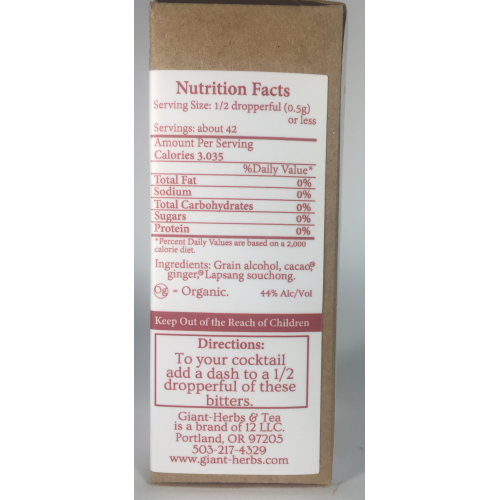 Nutrition Facts
Serving Size: 1/2 dropperful (0.5g)
or less
Servings: about 42
Amount Per Serving
Calories 3.035
%Daily Value*
Total Fat 0%
Sodium 0%
Total Carbohydrates 0%
Sugars 0%
Protein 0%
*Percent Daily Values are based on a 2,000
calorie diet.
Ingredients: Grain alcohol, cacao,
ginger, Lapsang souchong.
Og = Organic. 44% Alc/Vol
Keep Out of the Reach of Children
Directions:
To your cocktail
add a dash to a 1/2
dropperful of these
bitters.
Giant-Herbs & Tea
is a brand of 12 LLC.
Portland, OR 97205
503-217-4329
www.giant-herbs.com